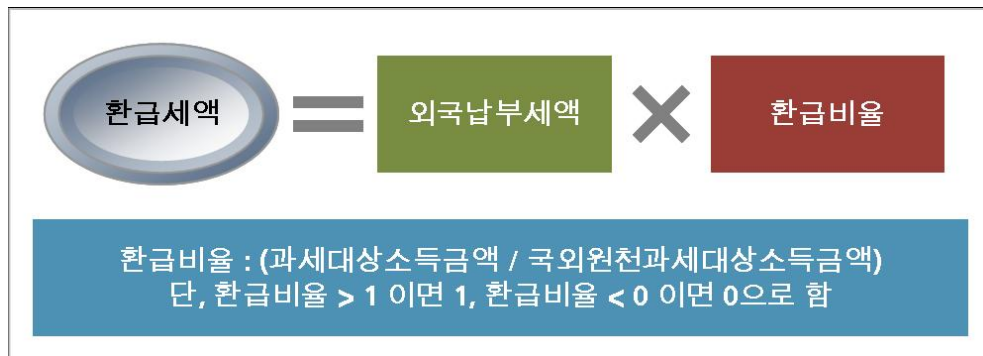 환급세액 = 외국납부세액 × 환급비율
환급비율 : (과세대상소득금액 / 국외원천과세대상소득금액)
단, 환급비율 > 1 이면 1, 환급비율 < 0 이면 0으로 함